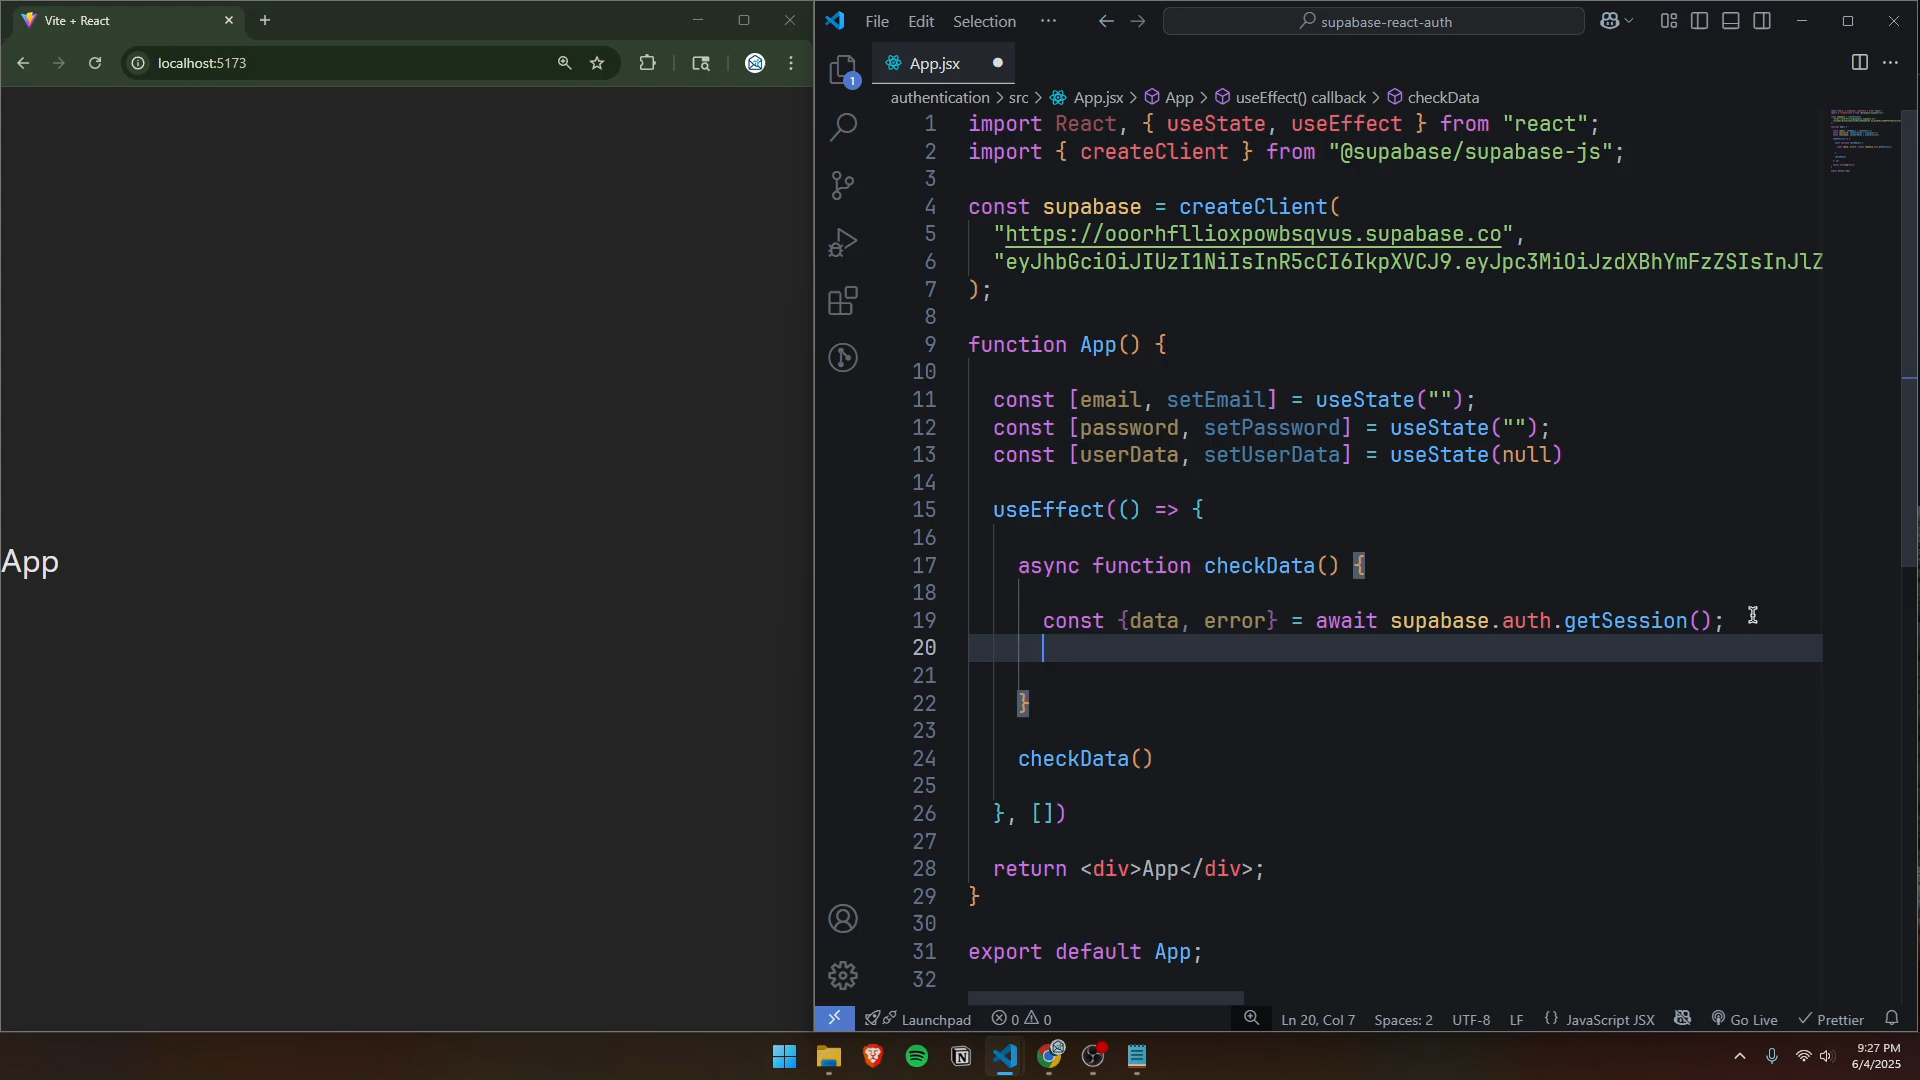 Vite + React
localhost:5173
App
File Edit Selection
supabase-react-auth
1
App.jsx
authentication > src > App.jsx > App > useEffect() callback > checkData
1 import React, { useState, useEffect } from "react";
2 import { createClient } from "@supabase/supabase-js";
3
4 const supabase = createClient(
5 "https://ooorhfllioxpowbsqvus.supabase.co",
6 "eyJhbGciOiJIUzI1NiIsInR5cCI6IkpXVCJ9.eyJpc3MiOiJzdXBhYmFzZSIsInJlZ
7 );
8
9 function App() {
10
11 const [email, setEmail] = useState("");
12 const [password, setPassword] = useState("");
13 const [userData, setUserData] = useState(null)
14
15 useEffect(() => {
16
17 async function checkData() {
18
19 const {data, error} = await supabase.auth.getSession();
20
21
22 }
23
24 checkData()
25
26 }, [])
27
28 return <div>App</div>;
29 }
30
31 export default App;
32
Launchpad 0 0 Ln 20, Col 7 Spaces: 2 UTF-8 LF {} JavaScript JSX Go Live Prettier
9:27 PM
6/4/2025